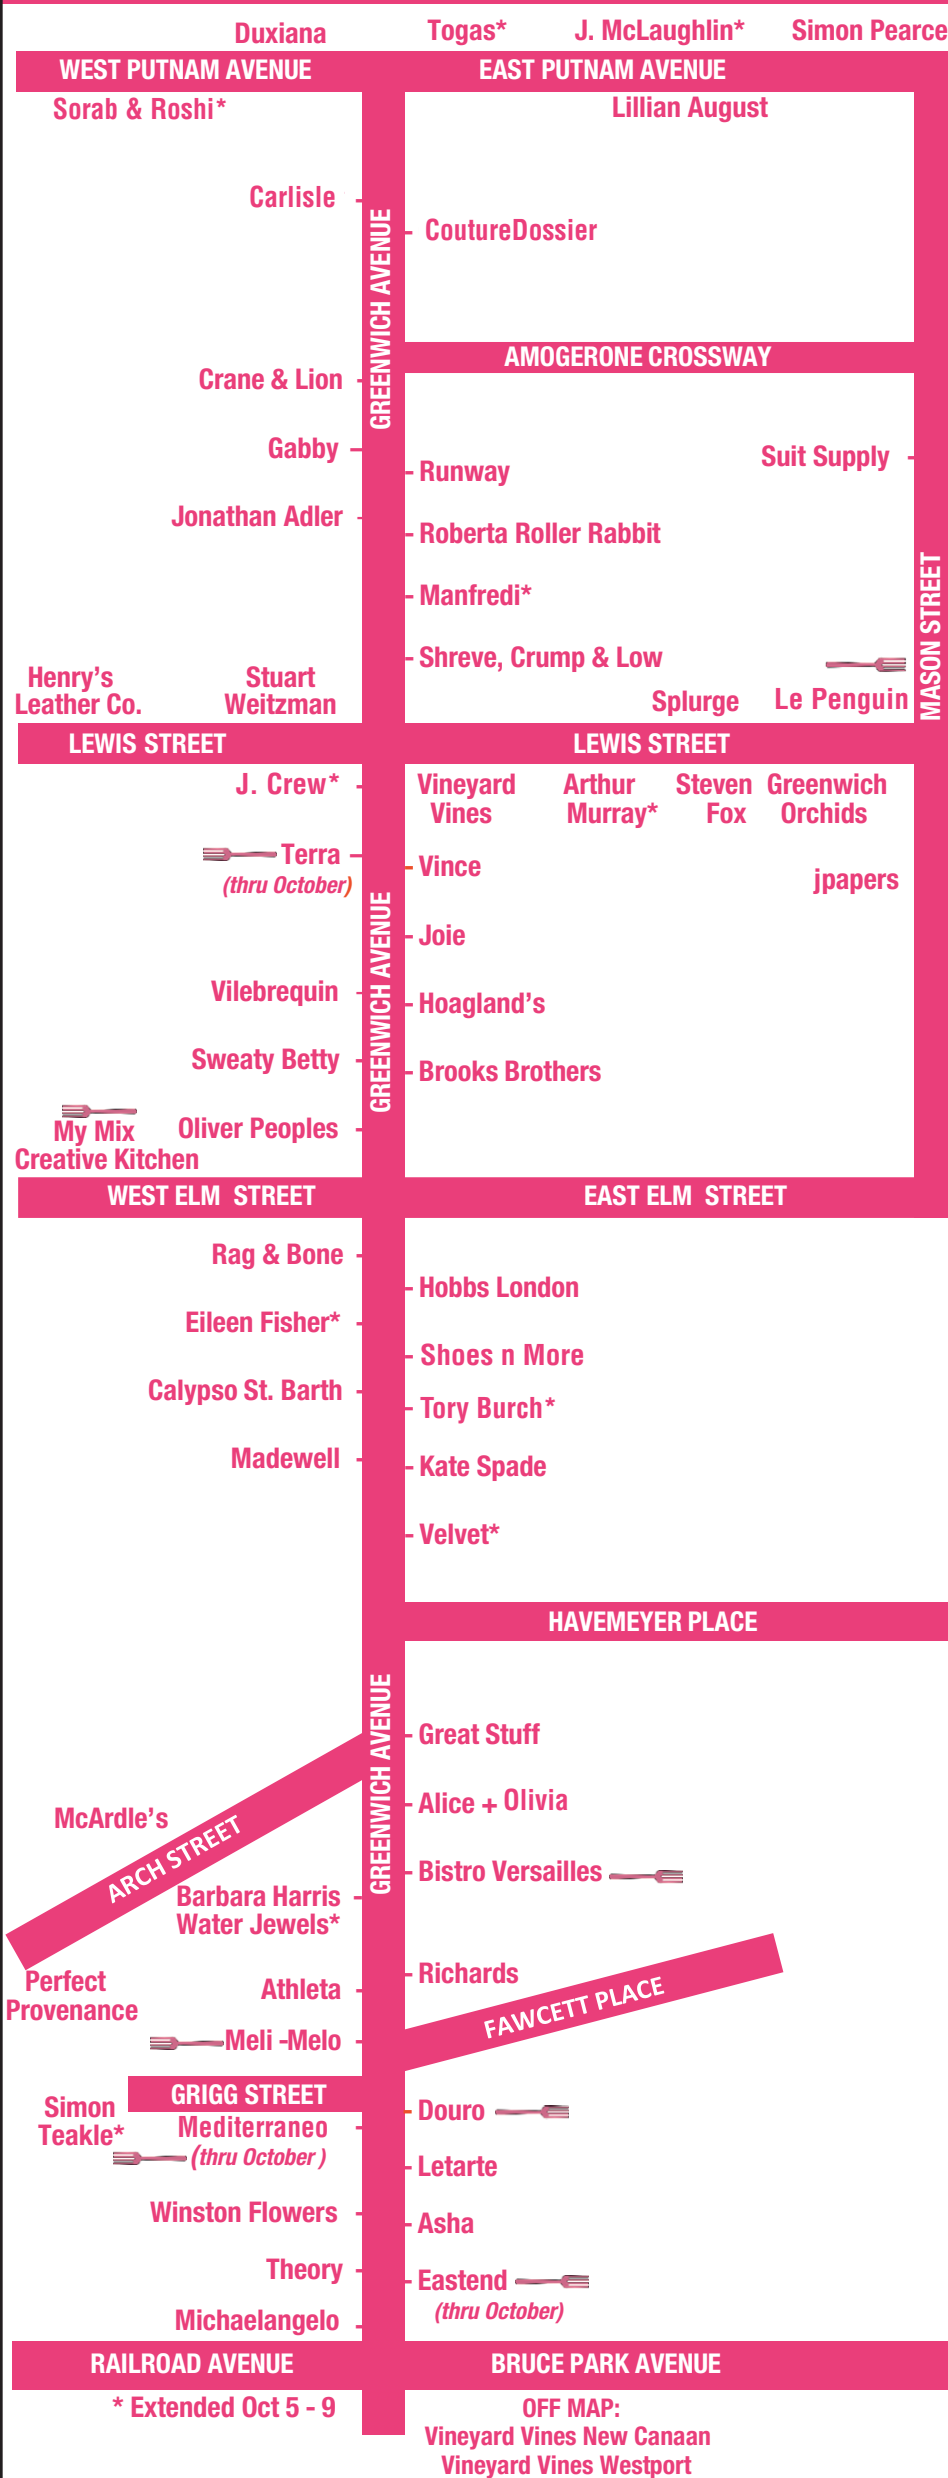 Duxiana
Togas*
J. McLaughlin*
Simon Pearce
WEST PUTNAM AVENUE
EAST PUTNAM AVENUE
Sorab & Roshi*
Lillian August
Carlisle
CoutureDossier
GREENWICH AVENUE
AMOGERONE CROSSWAY
Crane & Lion
Gabby
Suit Supply
Runway
Jonathan Adler
Roberta Roller Rabbit
MASON STREET
Manfredi*
Shreve, Crump & Low
Henry's
Leather Co.
Stuart
Weitzman
Splurge
Le Penguin
LEWIS STREET
LEWIS STREET
J. Crew*
Vineyard
Vines
Arthur
Murray*
Steven
Fox
Greenwich
Orchids
Terra
(thru October)
Vince
jpapers
GREENWICH AVENUE
Joie
Vilebrequin
Hoagland's
Sweaty Betty
Brooks Brothers
My Mix
Creative Kitchen
Oliver Peoples
WEST ELM STREET
EAST ELM STREET
Rag & Bone
Hobbs London
Eileen Fisher*
Shoes n More
Calypso St. Barth
Tory Burch*
Madewell
Kate Spade
Velvet*
HAVEMEYER PLACE
GREENWICH AVENUE
Great Stuff
Alice + Olivia
McArdle's
ARCH STREET
Bistro Versailles
Barbara Harris
Water Jewels*
Perfect
Provenance
Athleta
Richards
FAWCETT PLACE
Meli -Melo
GRIGG STREET
Simon
Teakle*
Mediterraneo
(thru October )
Douro
Letarte
Winston Flowers
Asha
Theory
Eastend
(thru October)
Michaelangelo
RAILROAD AVENUE
BRUCE PARK AVENUE
* Extended Oct 5 - 9
OFF MAP:
Vineyard Vines New Canaan
Vineyard Vines Westport